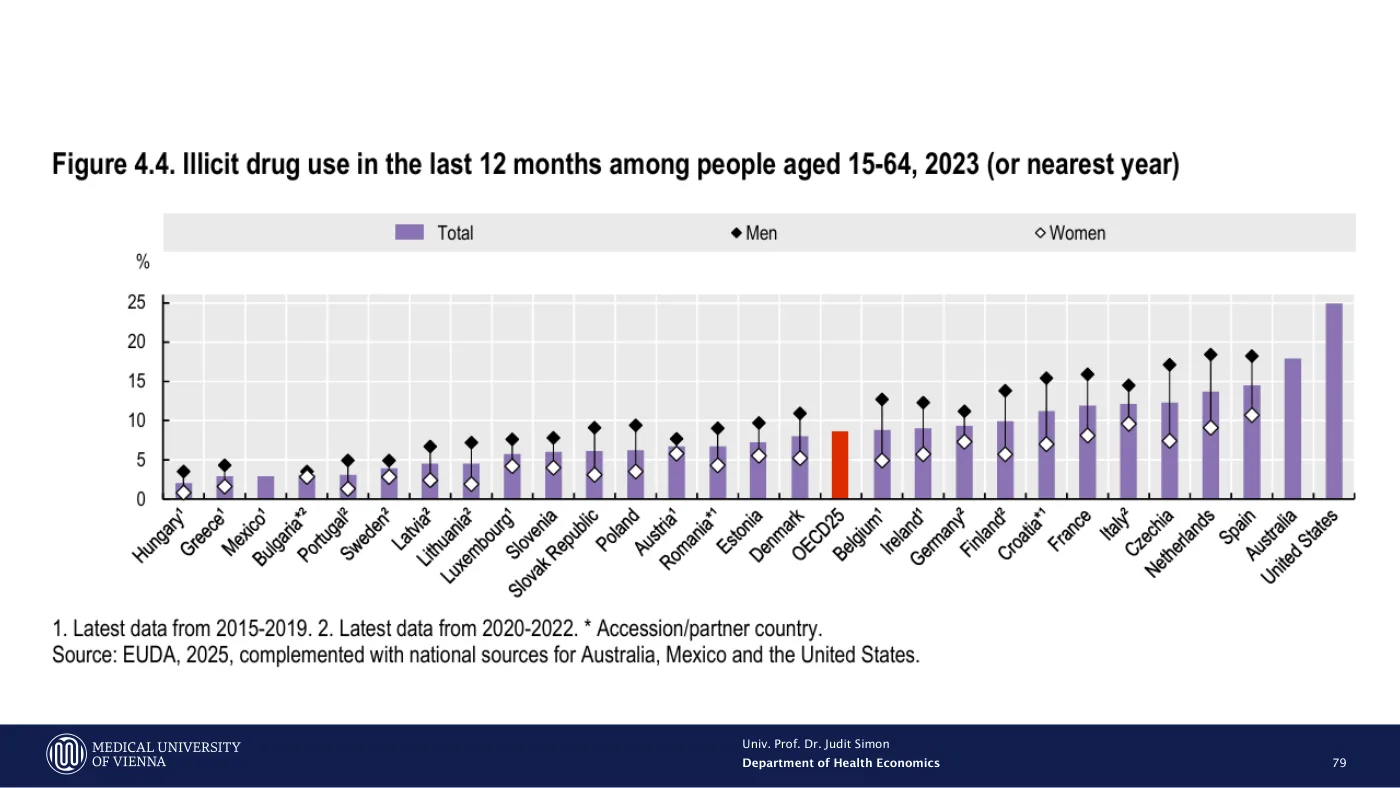 Figure 4.4. Illicit drug use in the last 12 months among people aged 15-64, 2023 (or nearest year)
Total
Men
Women
%
25
20
15
10
5
0
Hungary¹
Greece¹
Mexico¹
Bulgaria*²
Portugal²
Sweden²
Latvia²
Lithuania²
Luxembourg¹
Slovenia
Slovak Republic
Poland
Austria¹
Romania*¹
Estonia
Denmark
OECD25
Belgium¹
Ireland¹
Germany²
Finland²
Croatia*¹
France
Italy²
Czechia
Netherlands
Spain
Australia
United States
1. Latest data from 2015-2019. 2. Latest data from 2020-2022. * Accession/partner country.
Source: EUDA, 2025, complemented with national sources for Australia, Mexico and the United States.
MEDICAL UNIVERSITY
OF VIENNA
Univ. Prof. Dr. Judit Simon
Department of Health Economics
79